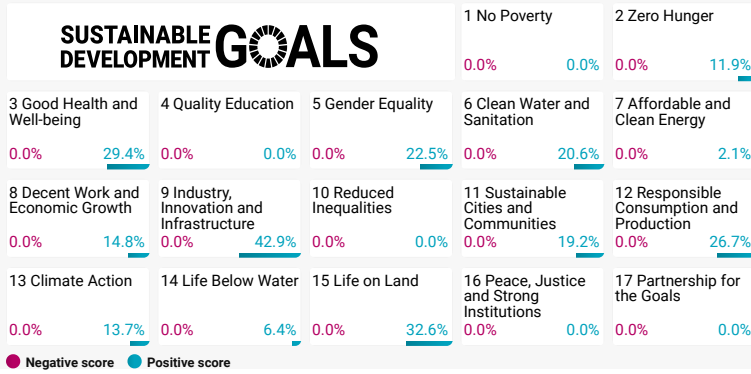 SUSTAINABLE
DEVELOPMENT GOALS
1 No Poverty
0.0% 0.0%
2 Zero Hunger
0.0% 11.9%
3 Good Health and
Well-being
0.0% 29.4%
4 Quality Education
0.0% 0.0%
5 Gender Equality
0.0% 22.5%
6 Clean Water and
Sanitation
0.0% 20.6%
7 Affordable and
Clean Energy
0.0% 2.1%
8 Decent Work and
Economic Growth
0.0% 14.8%
9 Industry,
Innovation and
Infrastructure
0.0% 42.9%
10 Reduced
Inequalities
0.0% 0.0%
11 Sustainable
Cities and
Communities
0.0% 19.2%
12 Responsible
Consumption and
Production
0.0% 26.7%
13 Climate Action
0.0% 13.7%
14 Life Below Water
0.0% 6.4%
15 Life on Land
0.0% 32.6%
16 Peace, Justice
and Strong
Institutions
0.0% 0.0%
17 Partnership for
the Goals
0.0% 0.0%
Negative score Positive score